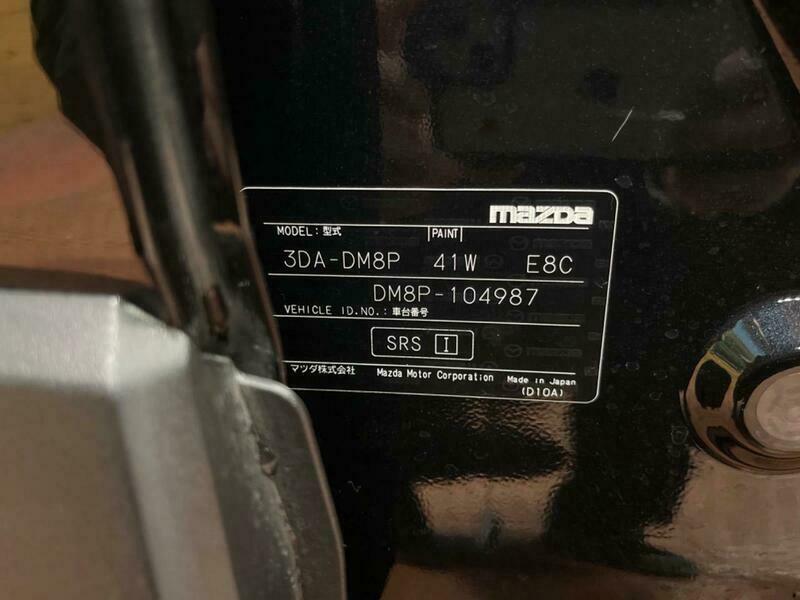 mazda
MODEL:型式 PAINT
3DA-DM8P 41W E8C
DM8P-104987
VEHICLE ID.NO.:車台番号
SRS I
マツダ株式会社 Mazda Motor Corporation Made in Japan
(D10A)